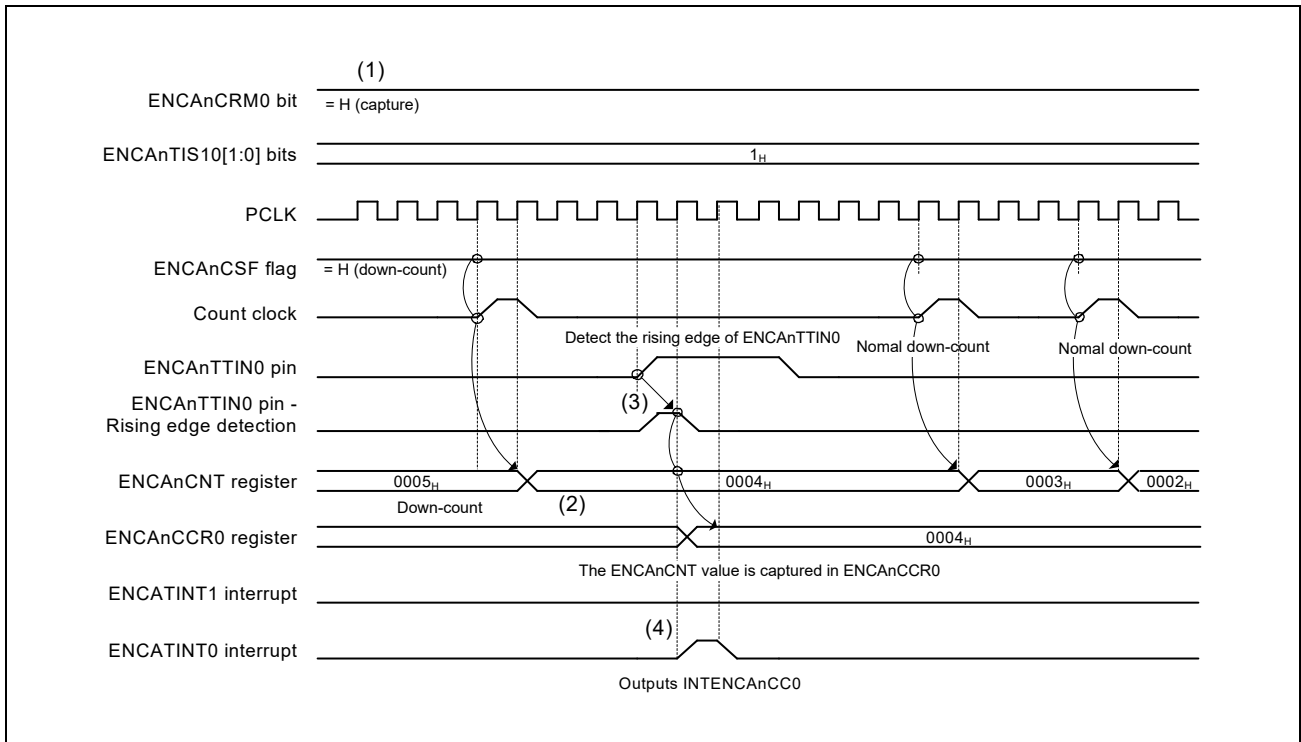 (1)
ENCAnCRM0 bit
= H (capture)
ENCAnTIS10[1:0] bits
1H
PCLK
ENCAnCSF flag
= H (down-count)
Count clock
Detect the rising edge of ENCAnTTIN0
Nomal down-count
Nomal down-count
ENCAnTTIN0 pin
ENCAnTTIN0 pin -
Rising edge detection
(3)
ENCAnCNT register
0005H
0004H
0003H
0002H
Down-count
(2)
ENCAnCCR0 register
0004H
The ENCAnCNT value is captured in ENCAnCCR0
ENCATINT1 interrupt
(4)
ENCATINT0 interrupt
Outputs INTENCAnCC0